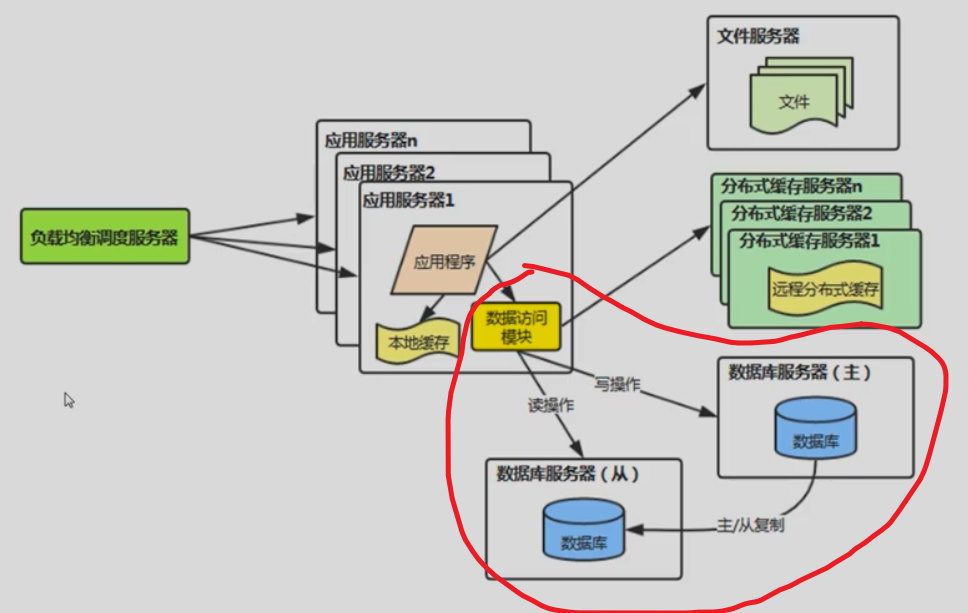 文件服务器
文件
应用服务器n
应用服务器2
应用服务器1
负载均衡调度服务器
应用程序
本地缓存
数据访问
模块
分布式缓存服务器n
分布式缓存服务器2
分布式缓存服务器1
远程分布式缓存
写操作
读操作
数据库服务器（主）
数据库
数据库服务器（从）
数据库
主/从复制